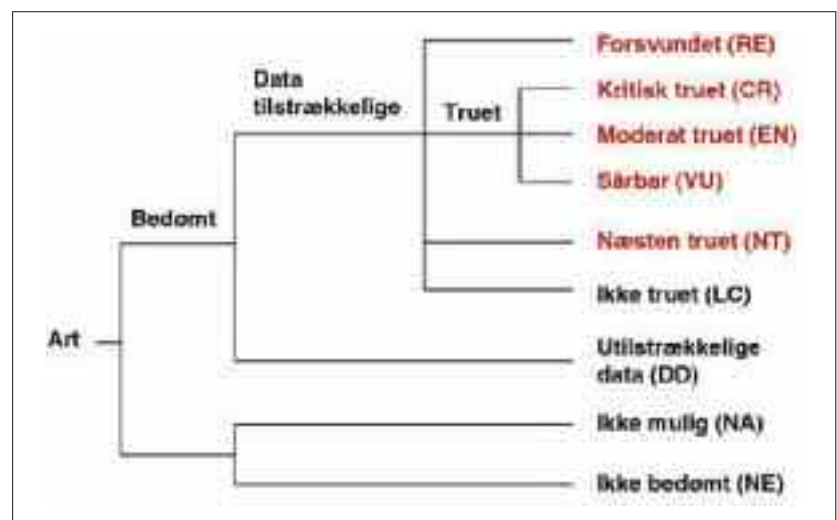 Forsvundet (RE)
Data
tilstrækkelige
Truet
Kritisk truet (CR)
Moderat truet (EN)
Sårbar (VU)
Bedømt
Næsten truet (NT)
Ikke truet (LC)
Art
Utilstrækkelige
data (DD)
Ikke mulig (NA)
Ikke bedømt (NE)